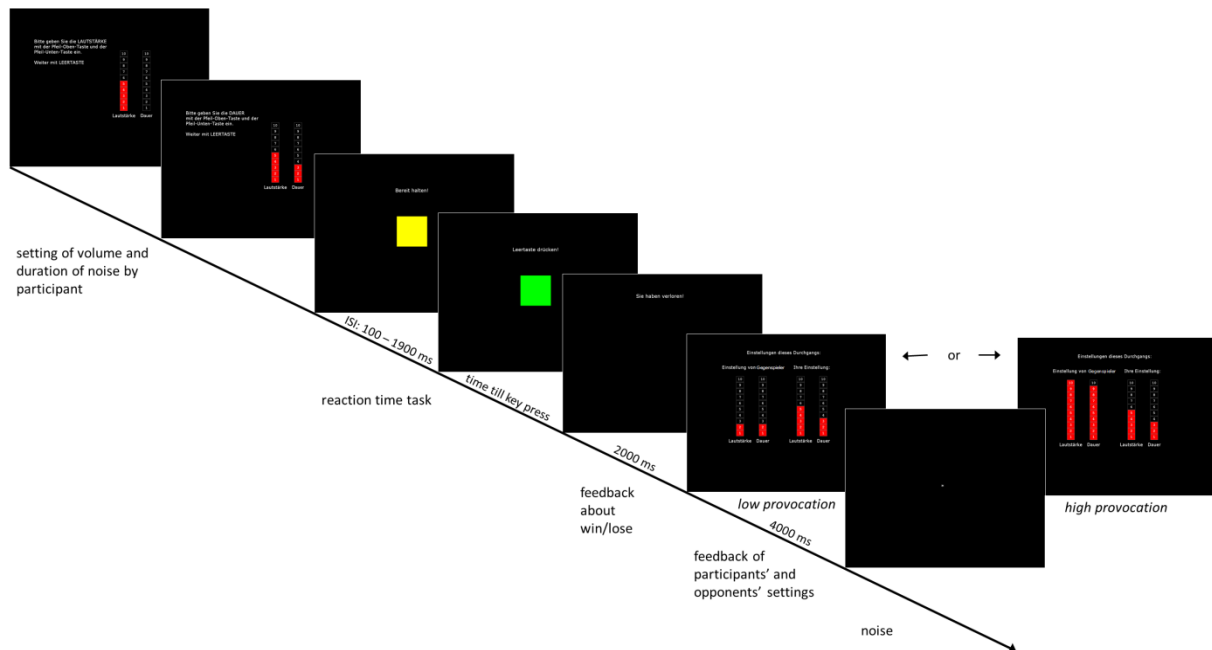 Bitte geben Sie die LAUTSTÄRKE
mit der Pfeil-Oben-Taste und der
Pfeil-Unten-Taste ein.
Weiter mit LEERTASTE
Lautstärke Dauer
Bitte geben Sie die DAUER
mit der Pfeil-Oben-Taste und der
Pfeil-Unten-Taste ein.
Weiter mit LEERTASTE
Lautstärke Dauer
Bereit halten!
Leertaste drücken!
Sie haben verloren!
Einstellungen dieses Durchgangs:
Einstellung von Gegenspieler Ihre Einstellung:
Lautstärke Dauer Lautstärke Dauer
low provocation
or
Einstellungen dieses Durchgangs:
Einstellung von Gegenspieler Ihre Einstellung:
Lautstärke Dauer Lautstärke Dauer
high provocation
setting of volume and
duration of noise by
participant
ISI: 100 – 1900 ms
time till key press
2000 ms
4000 ms
reaction time task
feedback
about
win/lose
feedback of
participants' and
opponents' settings
noise